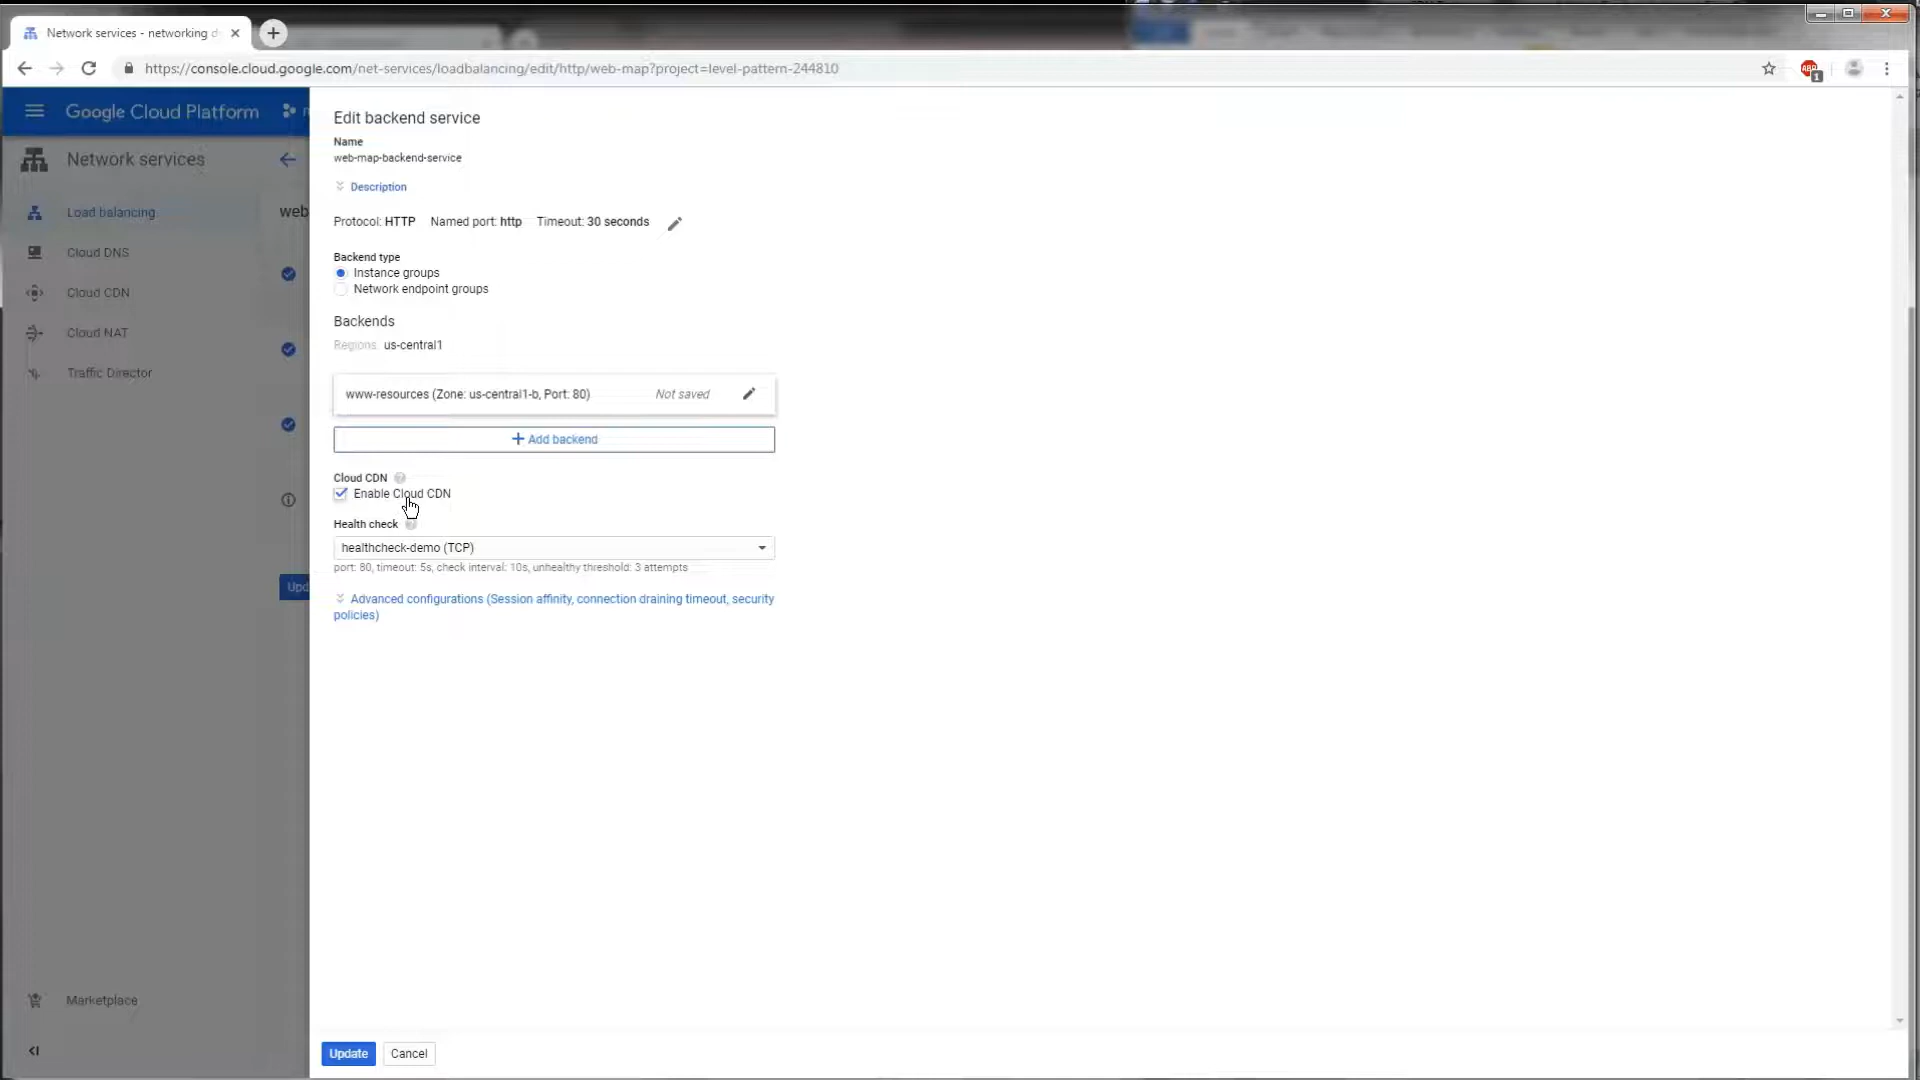 Network services - networking d
https://console.cloud.google.com/net-services/loadbalancing/edit/http/web-map?project=level-pattern-244810
ABP
1
Google Cloud Platform
Network services
Load balancing
Cloud DNS
Cloud CDN
Cloud NAT
Traffic Director
Marketplace
web
Upd
Edit backend service
Name
web-map-backend-service
Description
Protocol: HTTP Named port: http Timeout: 30 seconds
Backend type
Instance groups
Network endpoint groups
Backends
Regions: us-central1
www-resources (Zone: us-central1-b, Port: 80) Not saved
+ Add backend
Cloud CDN
Enable Cloud CDN
Health check
healthcheck-demo (TCP)
port: 80, timeout: 5s, check interval: 10s, unhealthy threshold: 3 attempts
Advanced configurations (Session affinity, connection draining timeout, security
policies)
Update Cancel